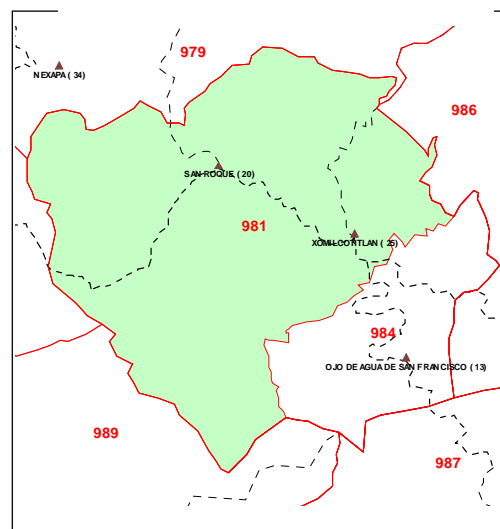 979
NEXAPA ( 34)
986
SAN ROQUE ( 20)
981
XOMILCOTITLAN ( 25)
984
OJO DE AGUA DE SAN FRANCISCO ( 13)
989
987